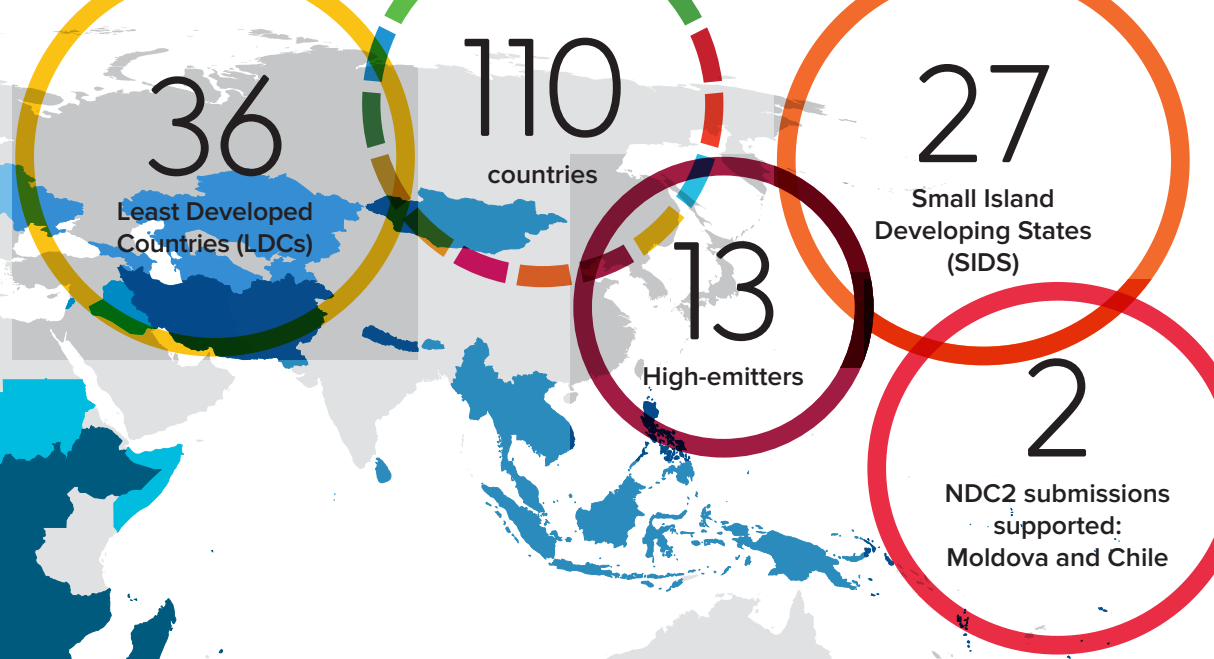 36
Least Developed
Countries (LDCs)
110
countries
27
Small Island
Developing States
(SIDS)
13
High-emitters
2
NDC2 submissions
supported:
Moldova and Chile